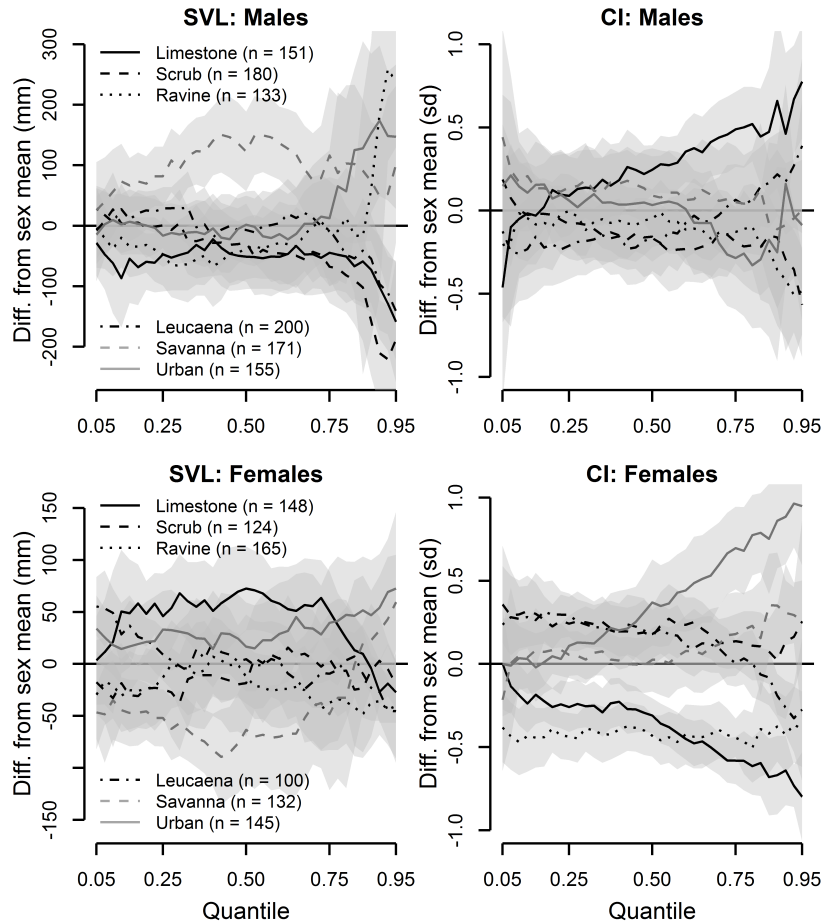 SVL: Males
Diff. from sex mean (mm)
300
200
100
0
-100
-200
Limestone (n = 151)
Scrub (n = 180)
Ravine (n = 133)
Leucaena (n = 200)
Savanna (n = 171)
Urban (n = 155)
0.05 0.25 0.50 0.75 0.95
CI: Males
Diff. from sex mean (sd)
1.0
0.5
0.0
-0.5
-1.0
0.05 0.25 0.50 0.75 0.95
SVL: Females
Diff. from sex mean (mm)
150
100
50
0
-50
-150
Limestone (n = 148)
Scrub (n = 124)
Ravine (n = 165)
Leucaena (n = 100)
Savanna (n = 132)
Urban (n = 145)
0.05 0.25 0.50 0.75 0.95
Quantile
CI: Females
Diff. from sex mean (sd)
1.0
0.5
0.0
-0.5
-1.0
0.05 0.25 0.50 0.75 0.95
Quantile